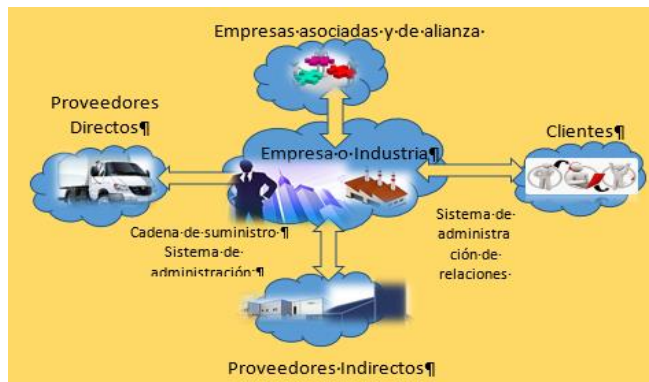 Empresas·asociadas·y·de·alianza·
Proveedores
Directos¶
Empresa·o·Industria¶
Clientes¶
Cadena·de·suministro·¶
Sistema·de·
administración·¶
Sistema·de·
administra
ción·de·
relaciones·
Proveedores·Indirectos¶